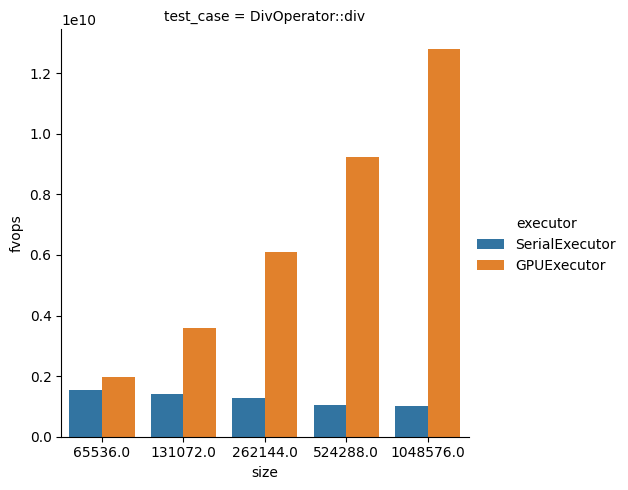 test_case = DivOperator::div
1e10
1.2
1.0
0.8
0.6
0.4
0.2
0.0
fvops
65536.0 131072.0 262144.0 524288.0 1048576.0
size
executor
SerialExecutor
GPUExecutor